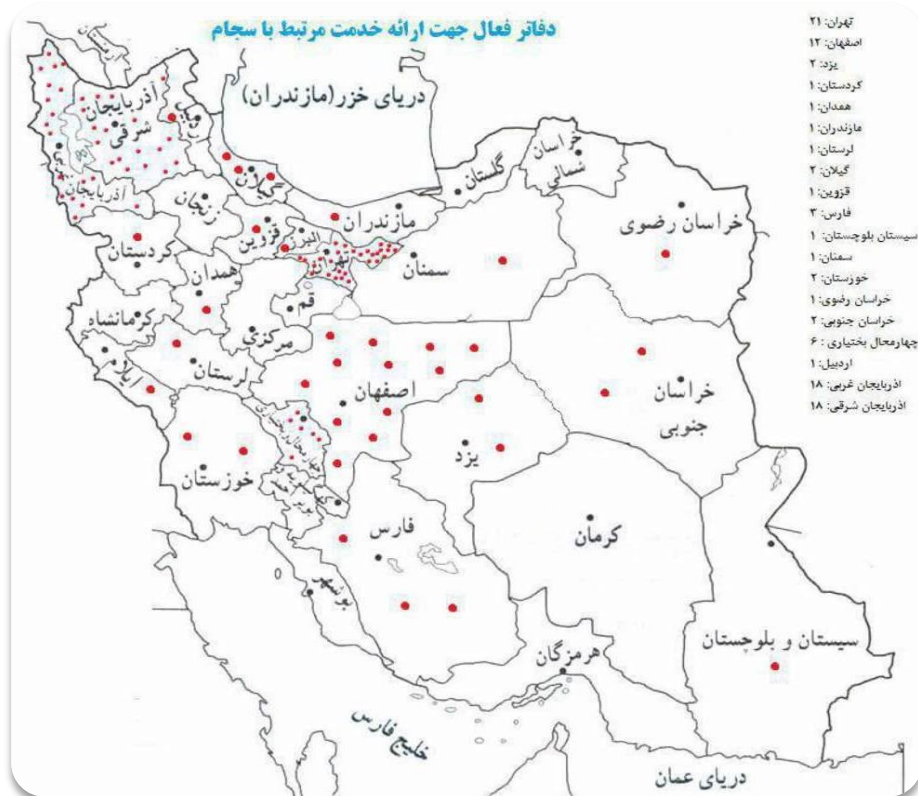 دفاتر فعال جهت ارائه خدمت مرتبط با سجام
تهران: ۲۱
اصفهان: ۱۲
یزد: ۲
کردستان: ۱
همدان: ۱
مازندران: ۱
لرستان: ۱
گیلان: ۲
قزوین: ۱
فارس: ۳
سیستان بلوچستان: ۱
سمنان: ۱
خوزستان: ۲
خراسان رضوی: ۱
خراسان جنوبی: ۲
چهارمحال بختیاری : ۶
اردبیل: ۱
اذربایجان غربی: ۱۸
اذربایجان شرقی: ۱۸
دریای خزر(مازندران)
آذربایجان
شرقی
آذربایجان
گیلان
زنجان
خراسان
شمالی
گلستان
مازندران
خراسان رضوی
قزوین
البرز
تهران
سمنان
کردستان
همدان
قم
کرمانشاه
مرکزی
ایلام
لرستان
اصفهان
خراسان
جنوبی
یزد
خوزستان
فارس
کرمان
بوشهر
سیستان و بلوچستان
هرمزگان
خلیج فارس
دریای عمان